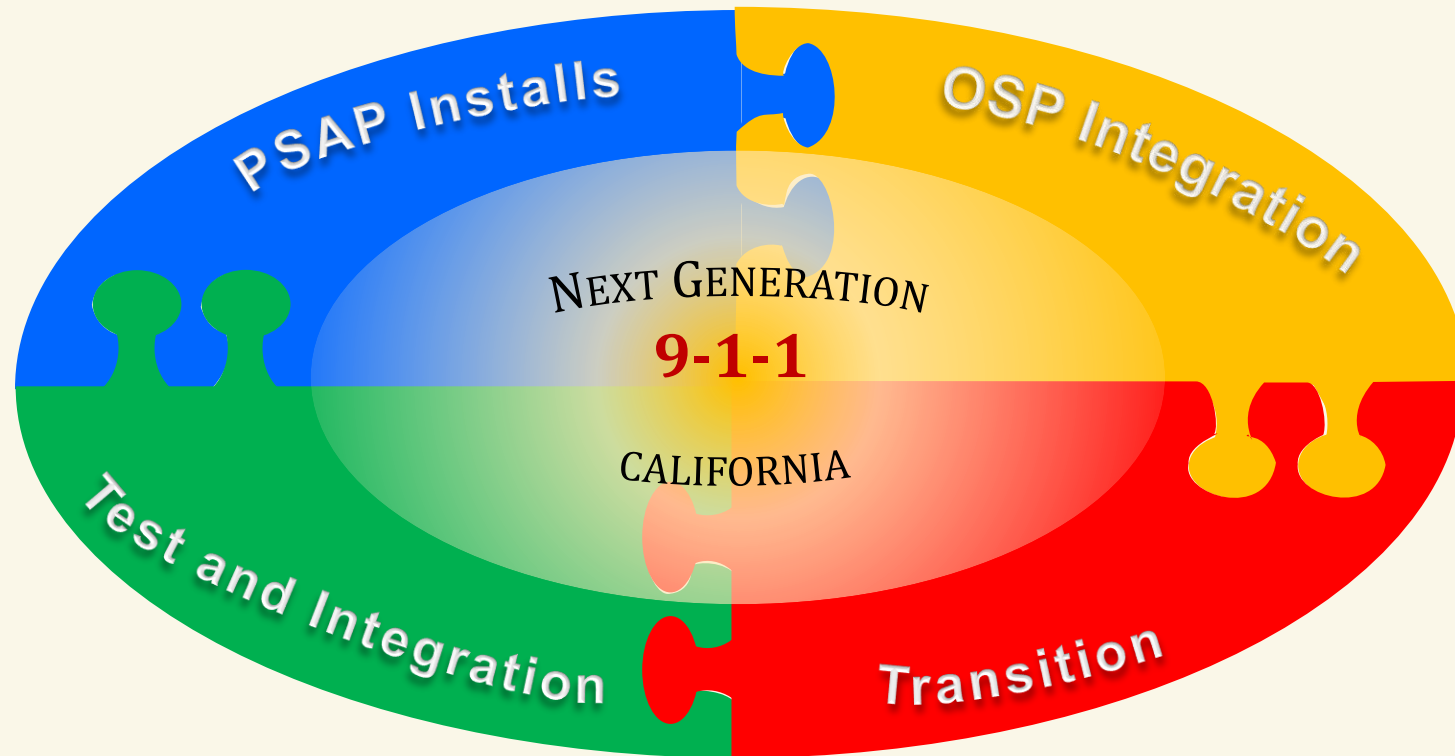 PSAP Installs
OSP Integration
NEXT GENERATION
9-1-1
CALIFORNIA
Test and Integration
Transition